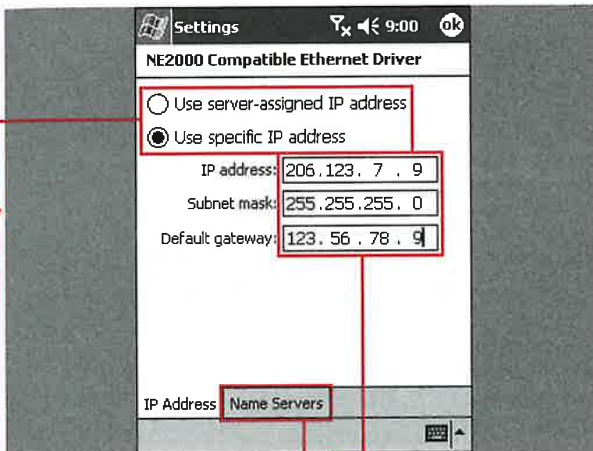 Settings 9:00 ok
NE2000 Compatible Ethernet Driver
Use server-assigned IP address
Use specific IP address
IP address: 206.123. 7 . 9
Subnet mask: 255.255.255. 0
Default gateway: 123. 56 . 78 . 9
IP Address Name Servers